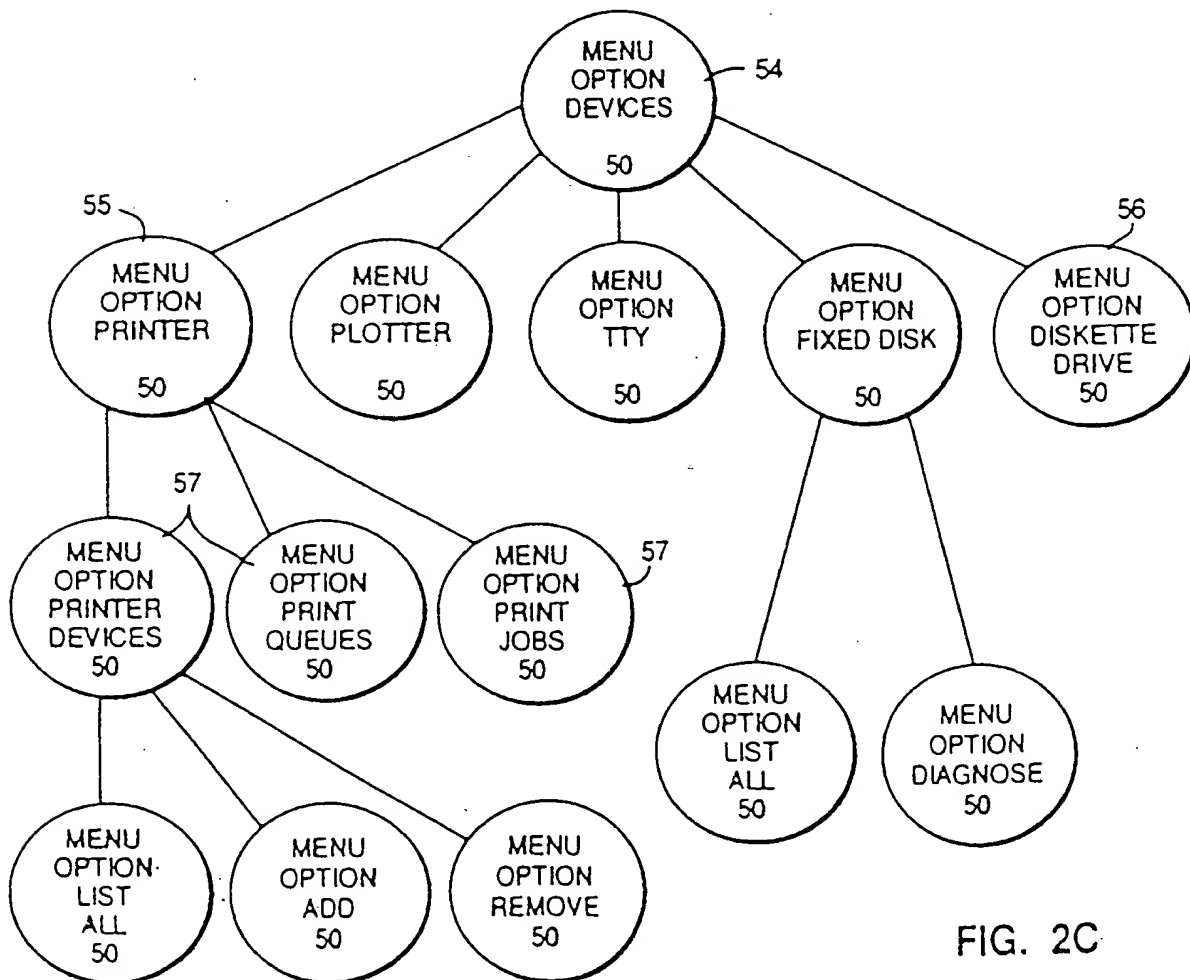 MENU
OPTION
DEVICES
50
54
55
MENU
OPTION
PRINTER
50
MENU
OPTION
PLOTTER
50
MENU
OPTION
TTY
50
MENU
OPTION
FIXED DISK
50
56
MENU
OPTION
DISKETTE
DRIVE
50
57
MENU
OPTION
PRINTER
DEVICES
50
MENU
OPTION
PRINT
QUEUES
50
MENU
OPTION
PRINT
JOBS
50
57
MENU
OPTION
LIST
ALL
50
MENU
OPTION
DIAGNOSE
50
MENU
OPTION
LIST
ALL
50
MENU
OPTION
ADD
50
MENU
OPTION
REMOVE
50
FIG. 2C